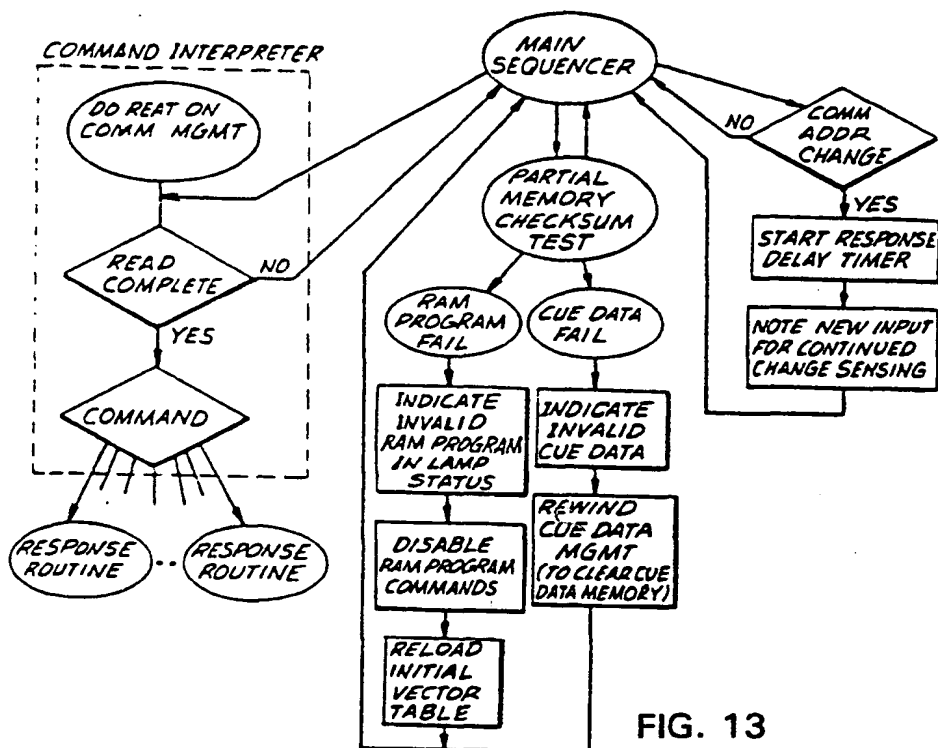 COMMAND INTERPRETER
DO REAT ON
COMM MGMT
READ
COMPLETE
NO
YES
COMMAND
RESPONSE
ROUTINE
..
RESPONSE
ROUTINE
MAIN
SEQUENCER
PARTIAL
MEMORY
CHECKSUM
TEST
RAM
PROGRAM
FAIL
INDICATE
INVALID
RAM PROGRAM
IN LAMP
STATUS
DISABLE
RAM PROGRAM
COMMANDS
RELOAD
INITIAL
VECTOR
TABLE
CUE DATA
FAIL
INDICATE
INVALID
CUE DATA
REWIND
CUE DATA
MGMT
(TO CLEAR CUE
DATA MEMORY)
NO
COMM
ADDR
CHANGE
YES
START RESPONSE
DELAY TIMER
NOTE NEW INPUT
FOR CONTINUED
CHANGE SENSING
FIG. 13